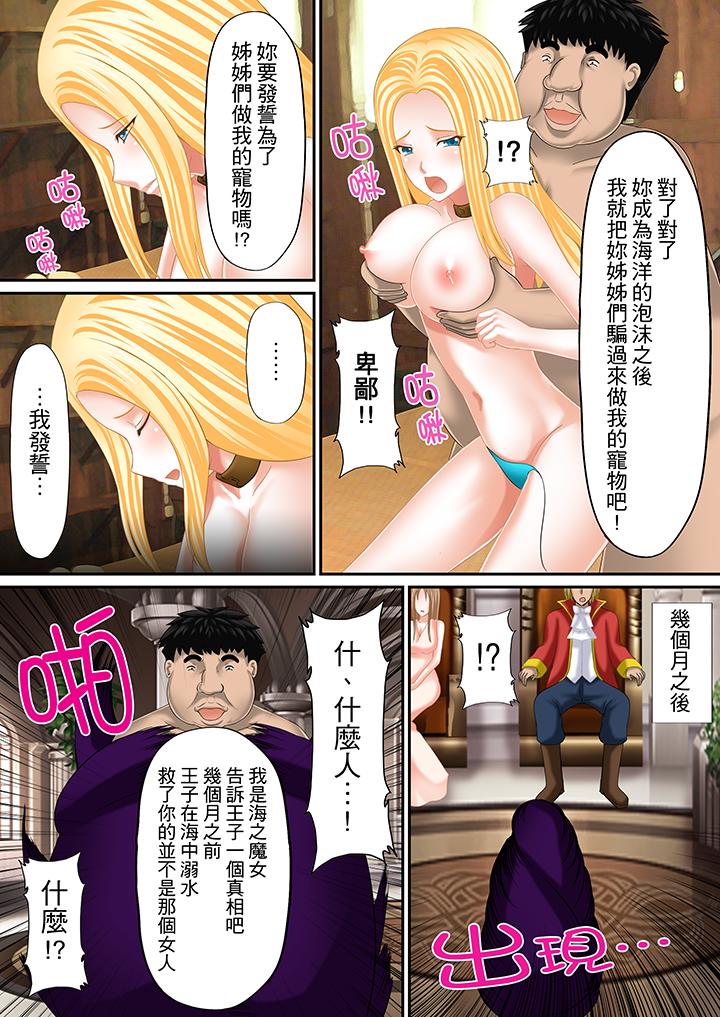 對了對了
妳成為海洋的泡沫之後
我就把妳姊姊們騙過來做我的寵物吧！
!?
咕啾
卑鄙!!
咕啾
妳要發誓為了
姊姊們做我的寵物嗎!?
咕啾
咕啾
……
…我發誓…
幾個月之後
!?
出現…
什、什麼人…！
啪
我是海之魔女
告訴王子一個真相吧
幾個月之前
王子在海中溺水
救了你的並不是那個女人
什麼!?